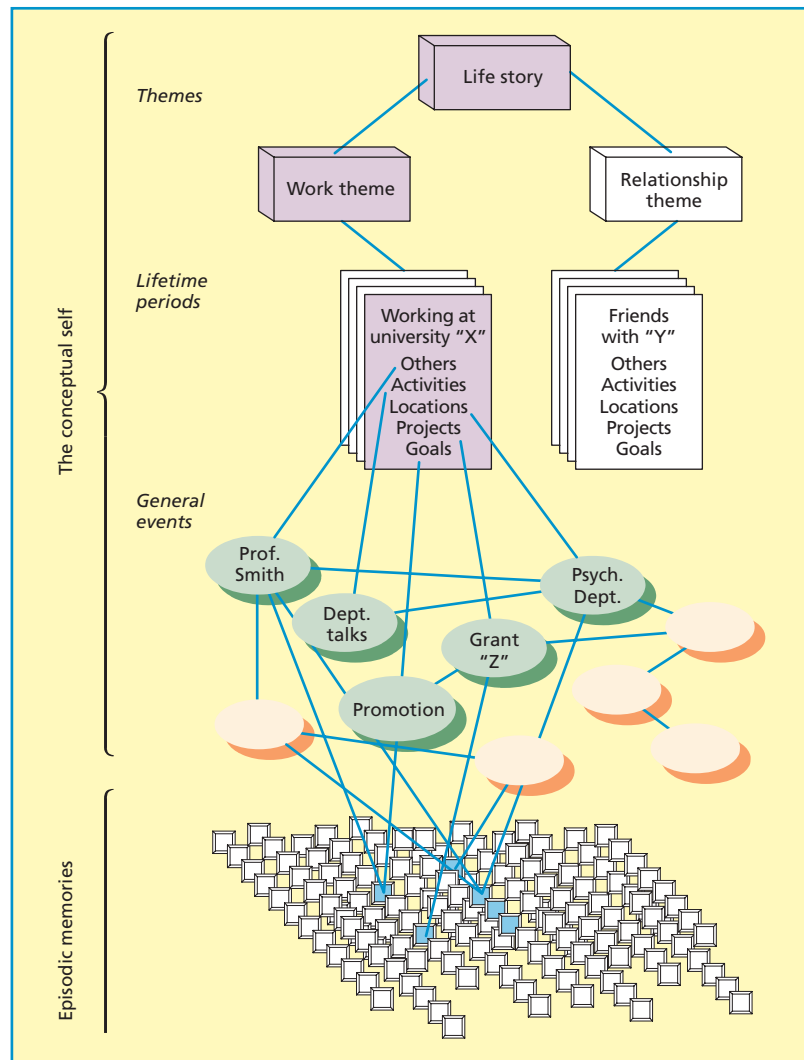 Life story
Themes
Work theme
Relationship
theme
Lifetime
periods
Working at
university “X”
Others
Activities
Locations
Projects
Goals
Friends
with “Y”
Others
Activities
Locations
Projects
Goals
The conceptual self
General
events
Prof.
Smith
Psych.
Dept.
Dept.
talks
Grant
“Z”
Promotion
Episodic memories